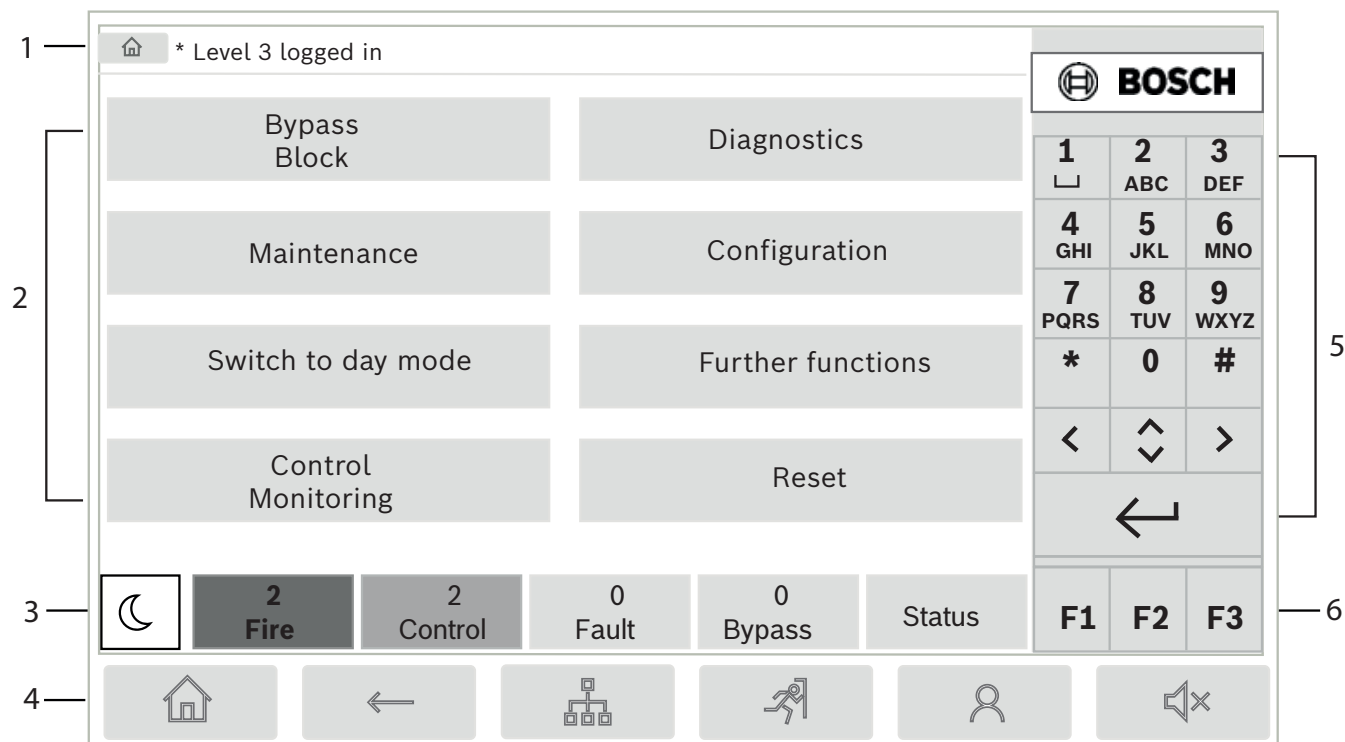 1
* Level 3 logged in
BOSCH
2
Bypass
Block
Diagnostics
Maintenance
Configuration
Switch to day mode
Further functions
Control
Monitoring
Reset
1
2
ABC
3
DEF
4
GHI
5
JKL
6
MNO
7
PQRS
8
TUV
9
WXYZ
*
0
#
5
3
2
Fire
2
Control
0
Fault
0
Bypass
Status
F1
F2
F3
6
4